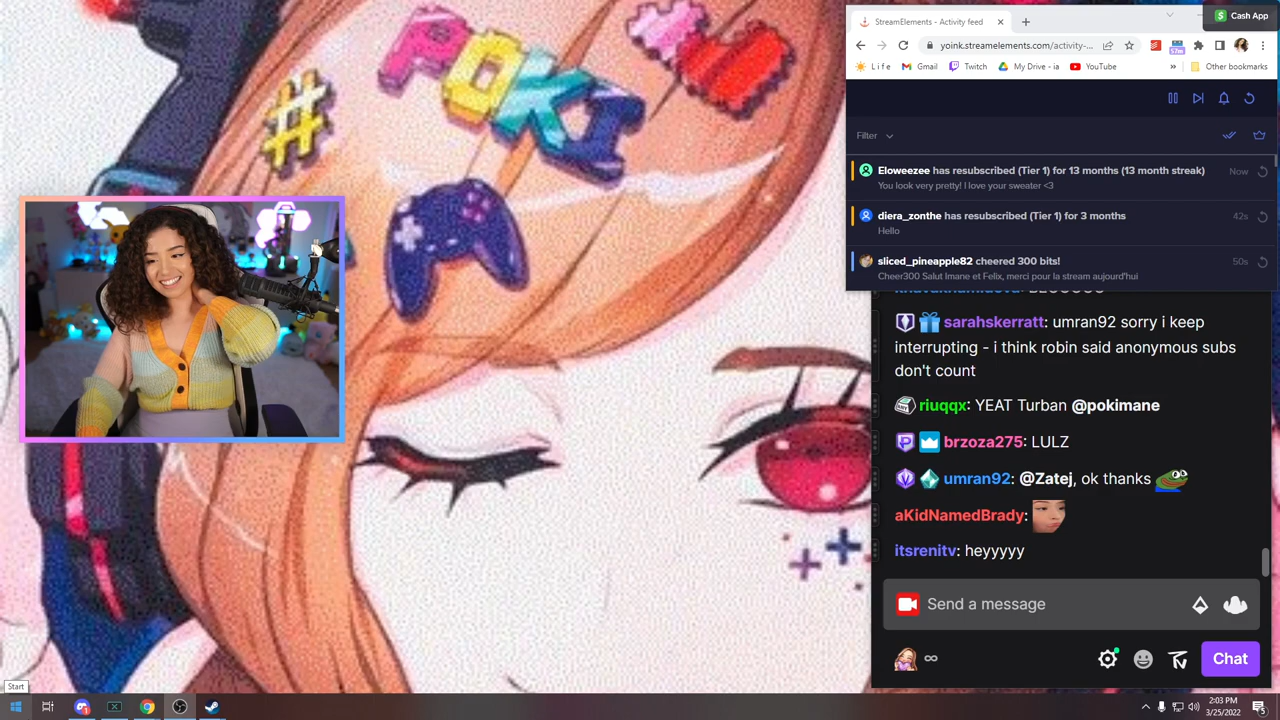 # POKI
StreamElements - Activity feed
Cash App
yoink.streamelements.com/activity-...
57m
L i f e
Gmail
Twitch
My Drive - ia
YouTube
»
Other bookmarks
Filter
Eloweezee has resubscribed (Tier 1) for 13 months (13 month streak)
Now
You look very pretty! I love your sweater <3
diera_zonthe has resubscribed (Tier 1) for 3 months
42s
Hello
sliced_pineapple82 cheered 300 bits!
50s
Cheer300 Salut Imane et Felix, merci pour la stream aujourd'hui
sarahskerratt: umran92 sorry i keep
interrupting - i think robin said anonymous subs
don't count
riuqqx: YEAT Turban @pokimane
brzoza275: LULZ
umran92: @Zatej, ok thanks
aKidNamedBrady:
itsrenitv: heyyyyy
Send a message
∞
Chat
Start
2:03 PM
3/25/2022
5